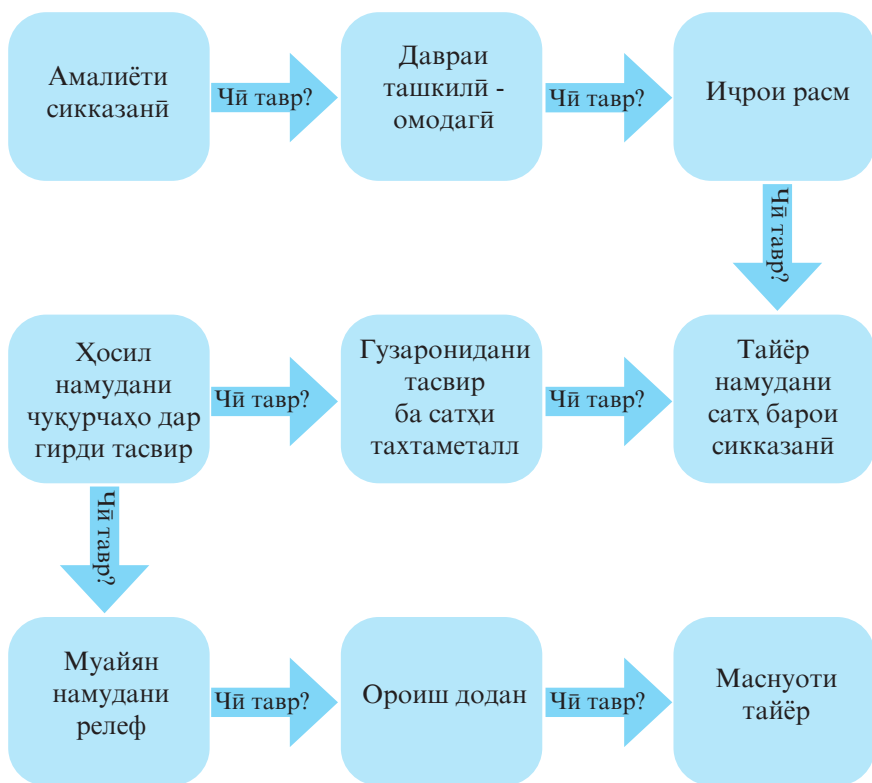 Амалиёти
сикказанӣ
Чӣ тавр?
Давраи
ташкилӣ -
омодагӣ
Чӣ тавр?
Иҷрои расм
Чӣ тавр?
Ҳосил
намудани
чуқурчаҳо дар
гирди тасвир
Чӣ тавр?
Гузаронидани
тасвир
ба сатҳи
тахтаметалл
Чӣ тавр?
Тайёр
намудани
сатҳ барои
сикказанӣ
Чӣ тавр?
Муайян
намудани
релеф
Чӣ тавр?
Ороиш додан
Чӣ тавр?
Маснуоти
тайёр